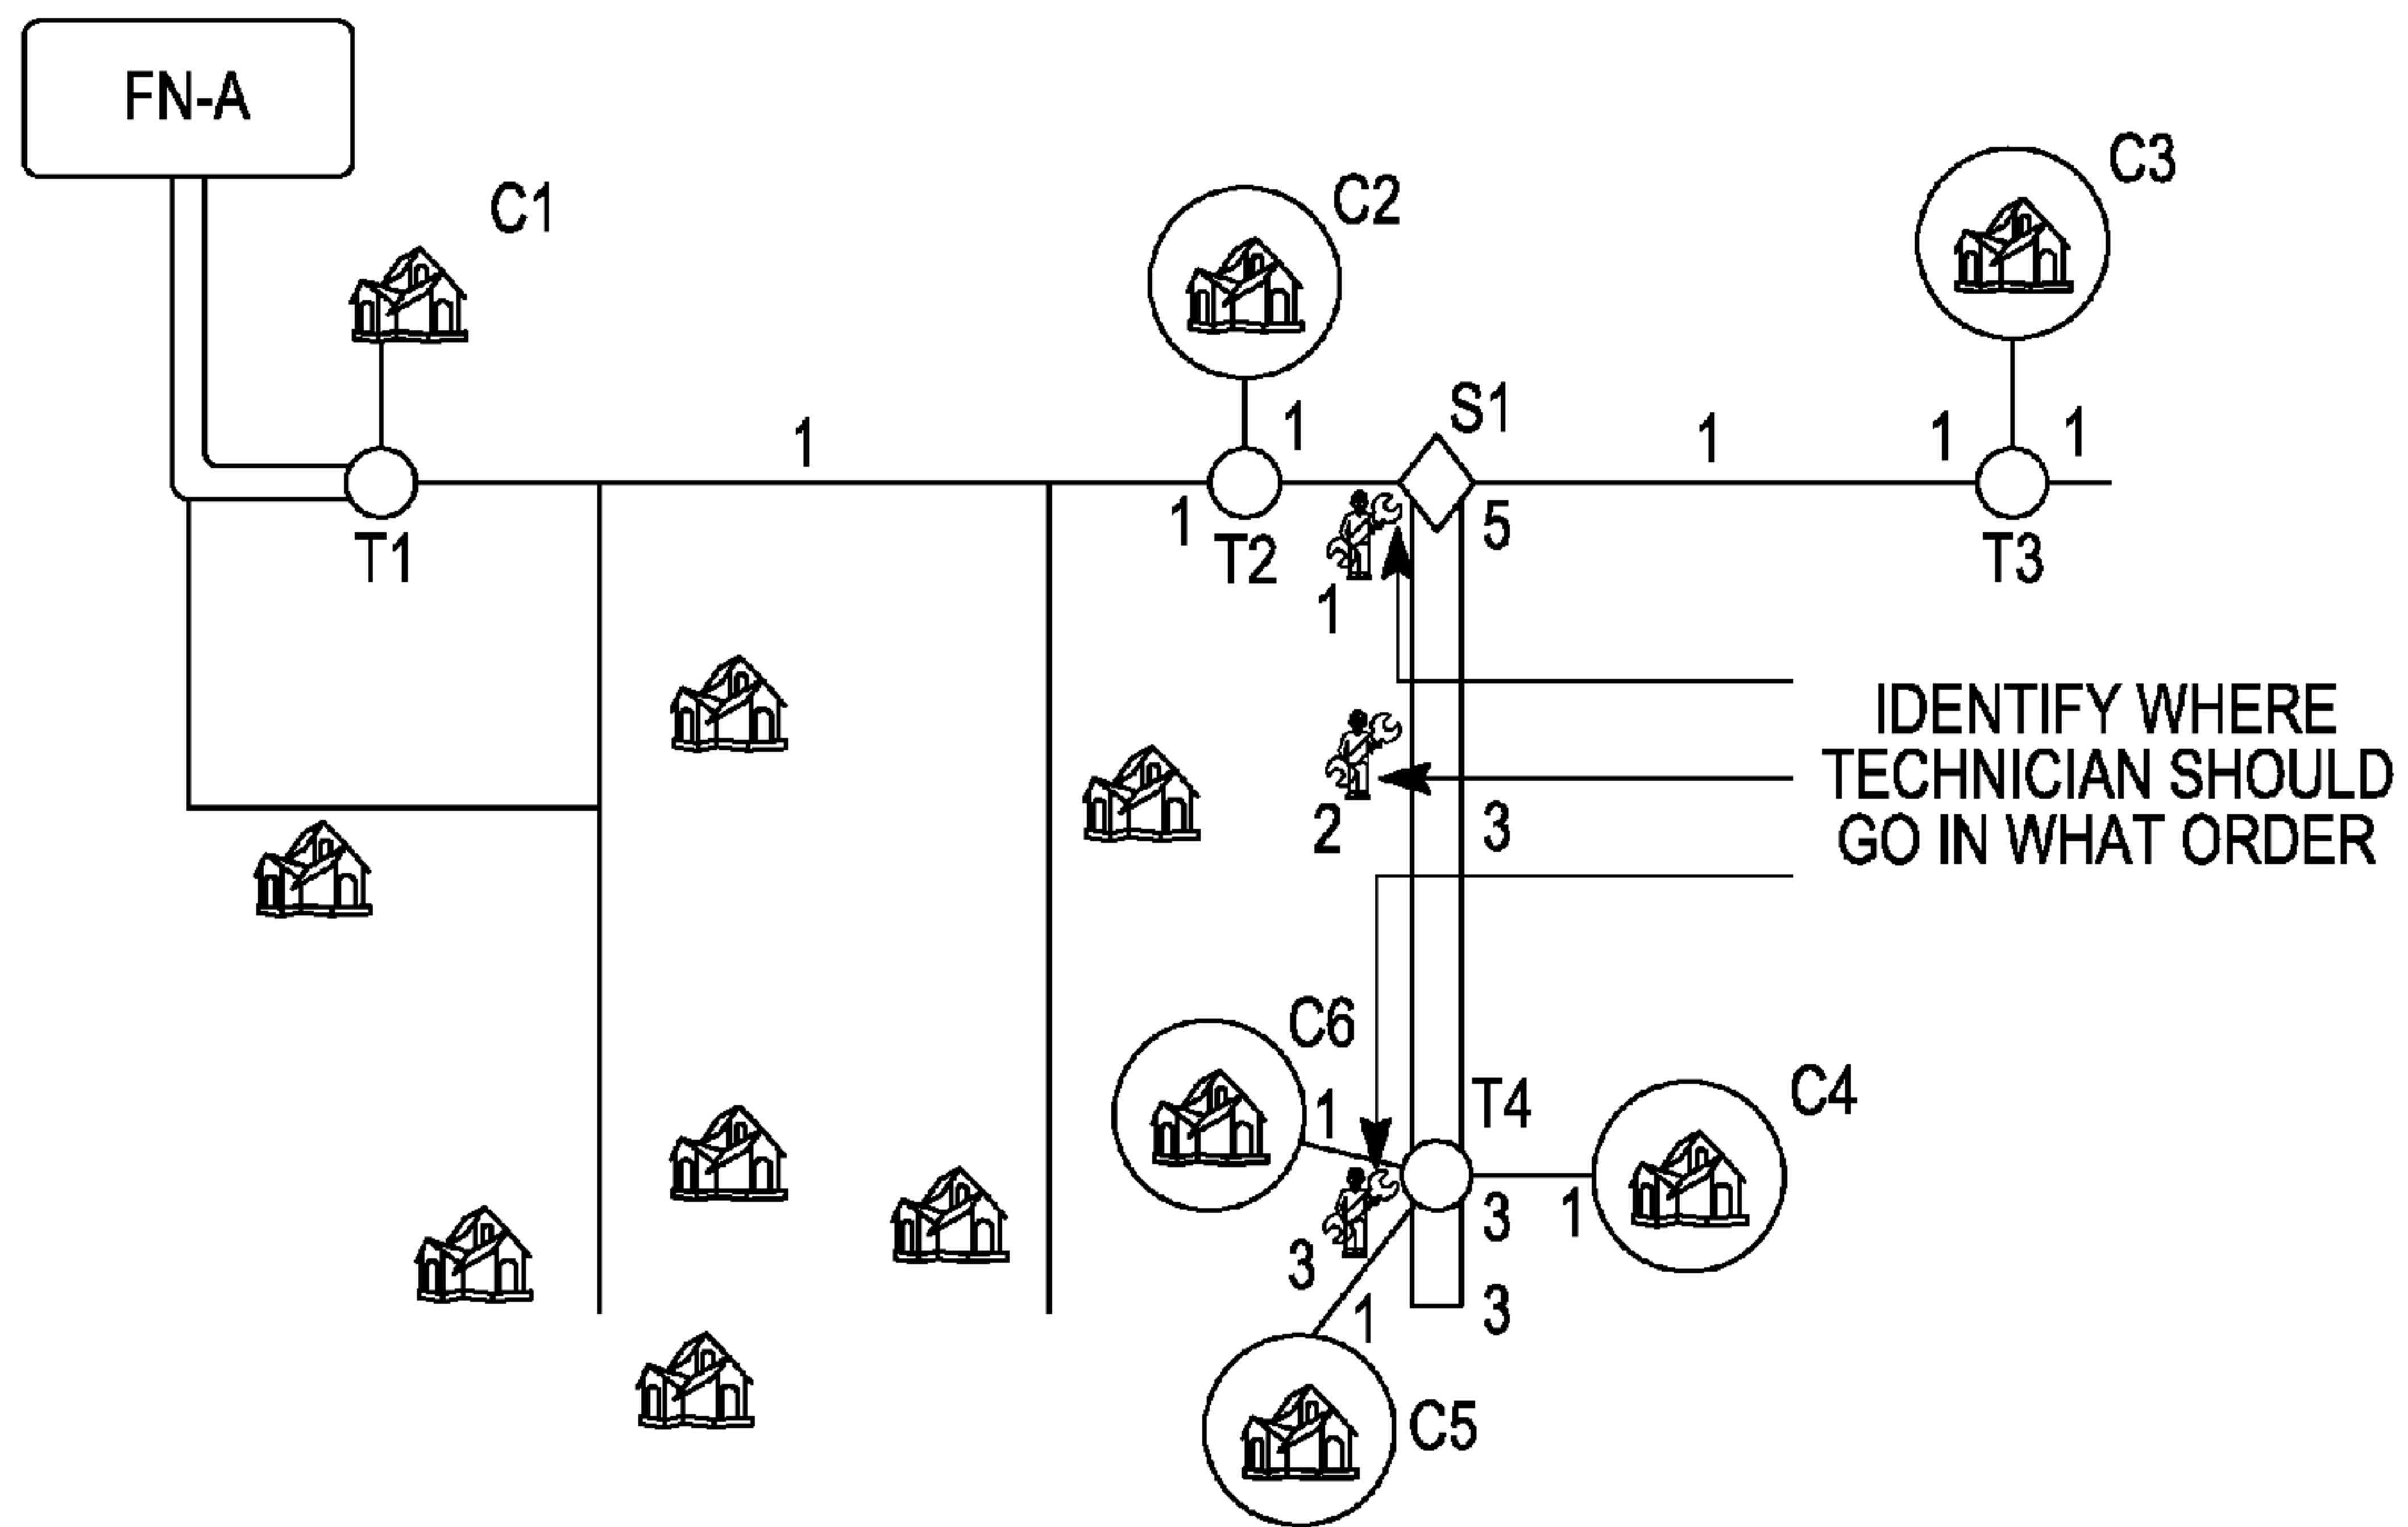 FN-A
C1
C2
C3
1
1
S1
1
1
1
T1
1
T2
5
T3
1
IDENTIFY WHERE
TECHNICIAN SHOULD
GO IN WHAT ORDER
2
3
C6
1
T4
C4
3
1
3
1
3
C5